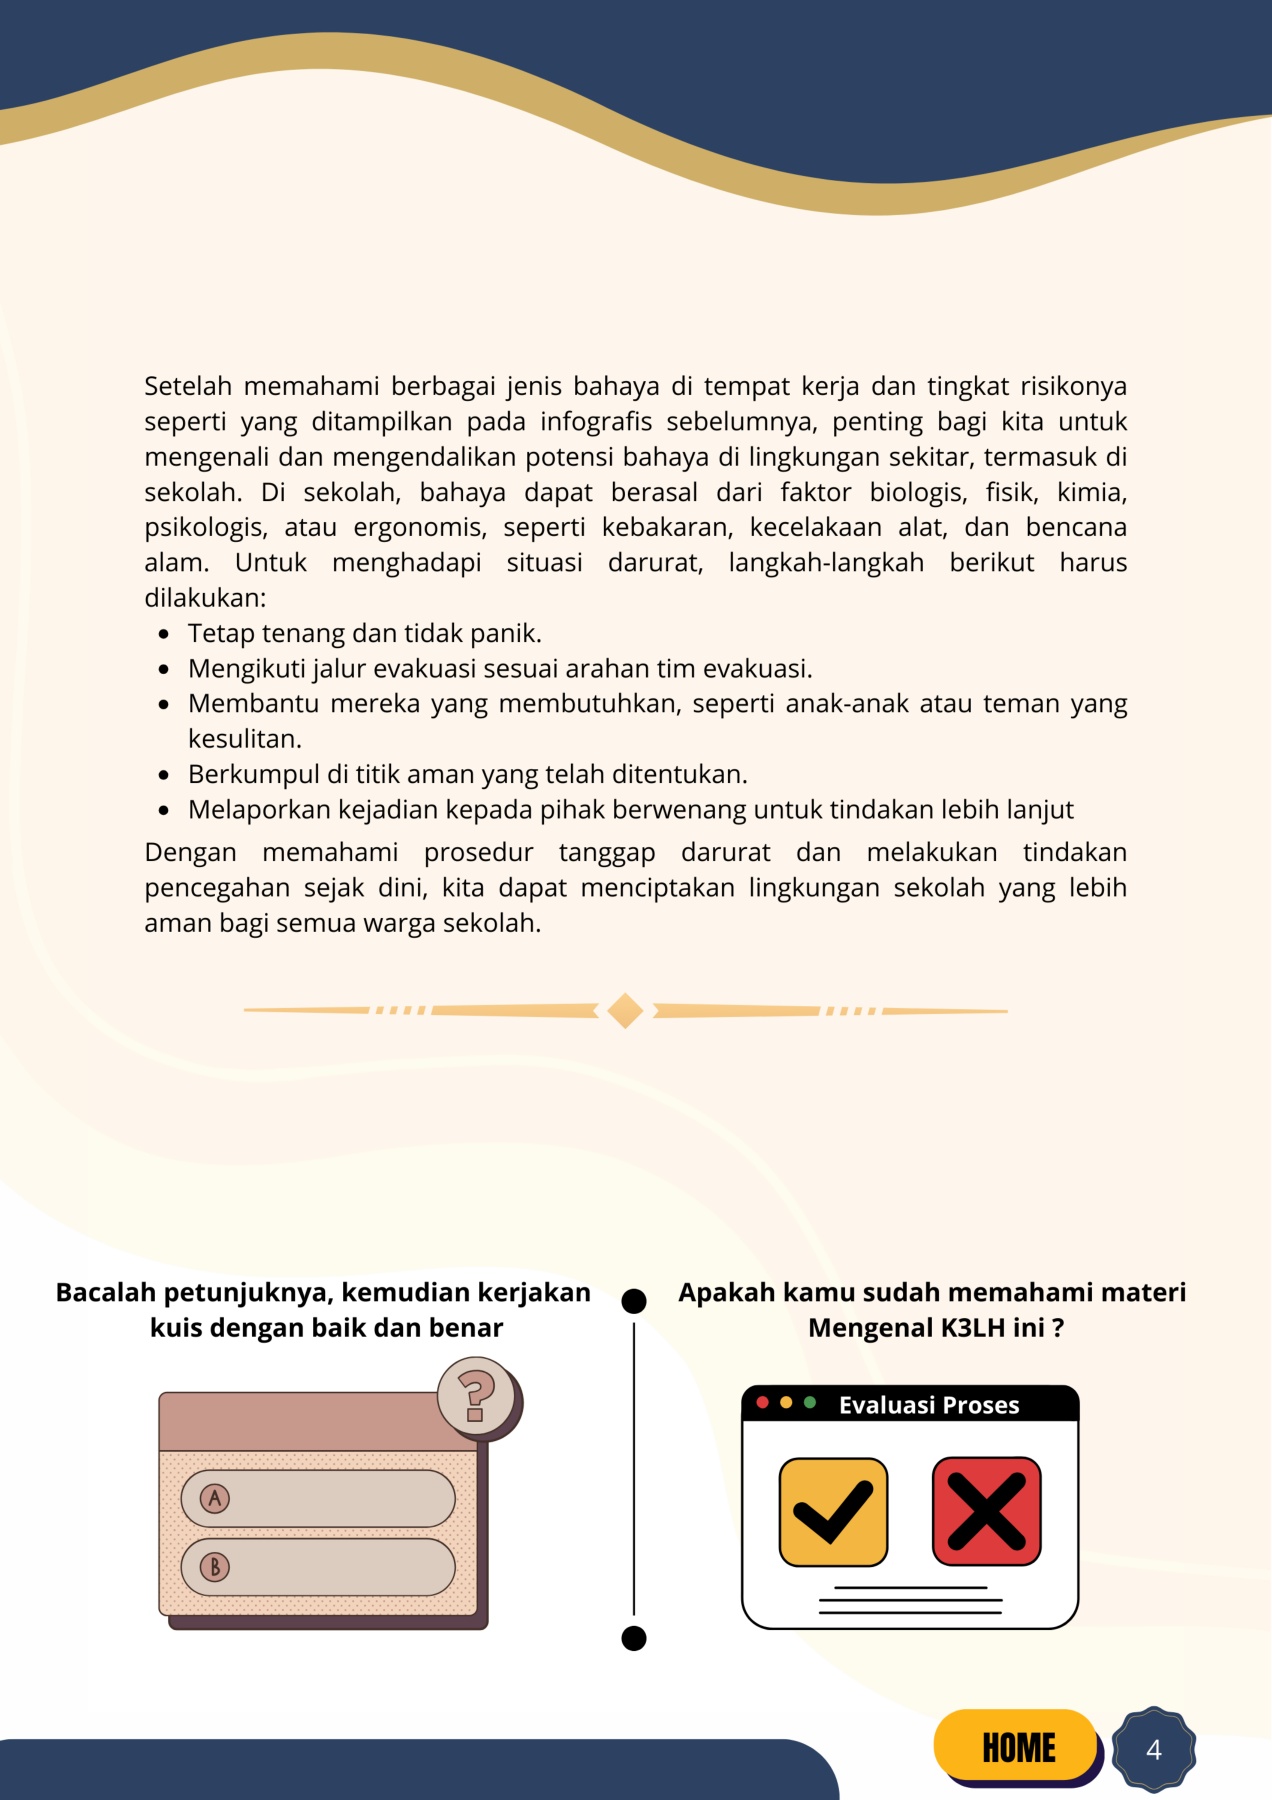 Setelah memahami berbagai jenis bahaya di tempat kerja dan tingkat risikonya
seperti yang ditampilkan pada infografis sebelumnya, penting bagi kita untuk
mengenali dan mengendalikan potensi bahaya di lingkungan sekitar, termasuk di
sekolah. Di sekolah, bahaya dapat berasal dari faktor biologis, fisik, kimia,
psikologis, atau ergonomis, seperti kebakaran, kecelakaan alat, dan bencana
alam. Untuk menghadapi situasi darurat, langkah-langkah berikut harus
dilakukan:
• Tetap tenang dan tidak panik.
• Mengikuti jalur evakuasi sesuai arahan tim evakuasi.
• Membantu mereka yang membutuhkan, seperti anak-anak atau teman yang
kesulitan.
• Berkumpul di titik aman yang telah ditentukan.
• Melaporkan kejadian kepada pihak berwenang untuk tindakan lebih lanjut
Dengan memahami prosedur tanggap darurat dan melakukan tindakan
pencegahan sejak dini, kita dapat menciptakan lingkungan sekolah yang lebih
aman bagi semua warga sekolah.
Bacalah petunjuknya, kemudian kerjakan
kuis dengan baik dan benar
?
A
B
Apakah kamu sudah memahami materi
Mengenal K3LH ini ?
Evaluasi Proses
HOME
4